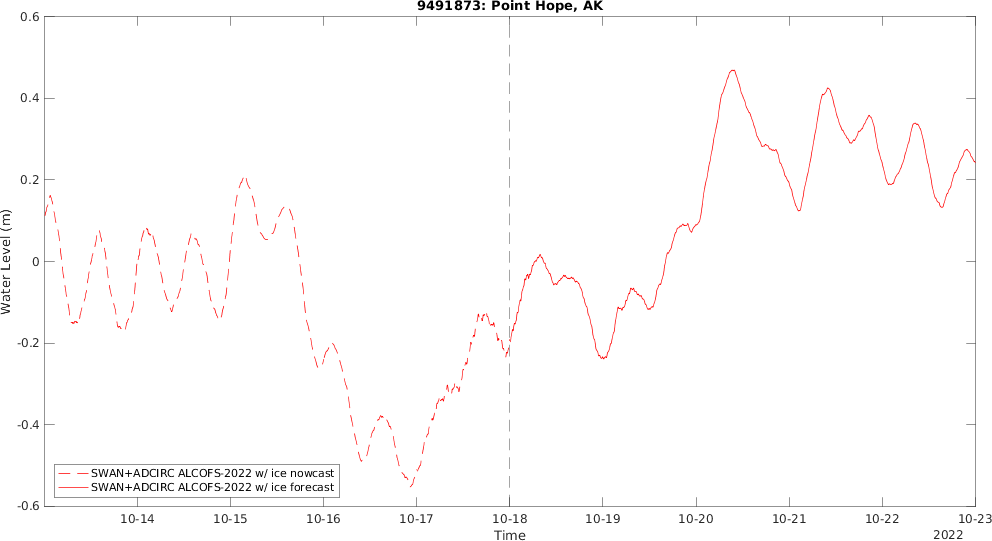 9491873: Point Hope, AK
0.6
0.4
0.2
0
-0.2
-0.4
-0.6
Water Level (m)
SWAN+ADCIRC ALCOFS-2022 w/ ice nowcast
SWAN+ADCIRC ALCOFS-2022 w/ ice forecast
10-14 10-15 10-16 10-17 10-18 10-19 10-20 10-21 10-22 10-23
Time
2022